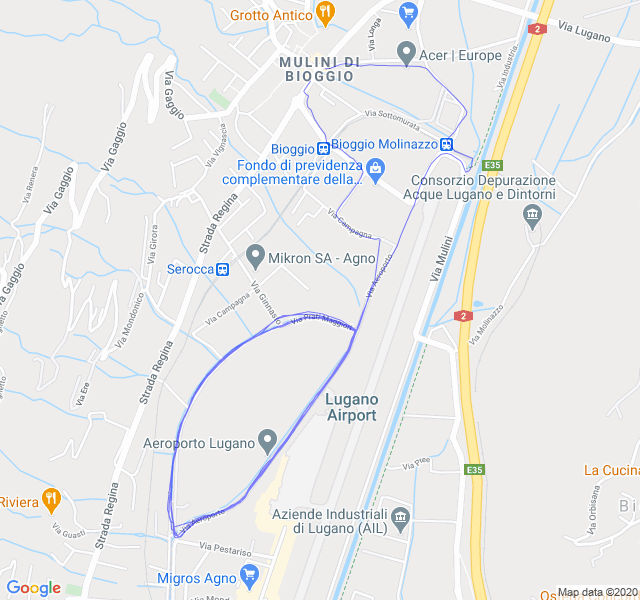 Grotto Antico
2
Via Lugano
Via Longa
Acer | Europe
Via Industria
MULINI DI
BIOGGIO
Via Gaggio
Via Gaggio
Via Sottomurata
Via Vignascia
Bioggio
Bioggio Molinazzo
E35
Fondo di previdenza
complementare della...
Consorzio Depurazione
Acque Lugano e Dintorni
Via Renera
Via Gaggio
Strada Regina
Via Campagna
Via Girora
Via Mulini
Mikron SA - Agno
Serocca
Via Aeroporto
Via Gaggio
Via Mondonico
Via Campagna
Via Ginnasio
Via Prati Maggiori
2
Via Molinazzo
Strada Regina
Via Ere
Lugano
Airport
Aeroporto Lugano
Via Ptee
E35
La Cucina
Riviera
Via Guasti
Strada Regina
Via Aeroporto
Aziende Industriali
di Lugano (AIL)
Via Orbisana
Bi
Via Pestariso
Migros Agno
Google
Via Mond
Os
Map data ©2020